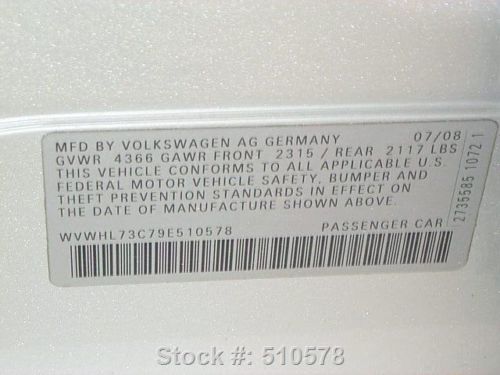 MFD BY VOLKSWAGEN AG GERMANY 07/08
GVWR 4366 GAWR FRONT 2315 / REAR 2117 LBS
THIS VEHICLE CONFORMS TO ALL APPLICABLE U.S.
FEDERAL MOTOR VEHICLE SAFETY, BUMPER AND
THEFT PREVENTION STANDARDS IN EFFECT ON
THE DATE OF MANUFACTURE SHOWN ABOVE.
WVWHL73C79E510578 PASSENGER CAR
2735585 1072 1
Stock #: 510578